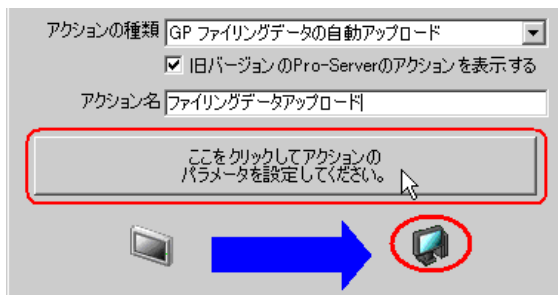 アクションの種類 GP ファイリングデータの自動アップロード
旧バージョンのPro-Serverのアクションを表示する
アクション名 ファイリングデータアップロード
ここをクリックしてアクションの
パラメータを設定してください。